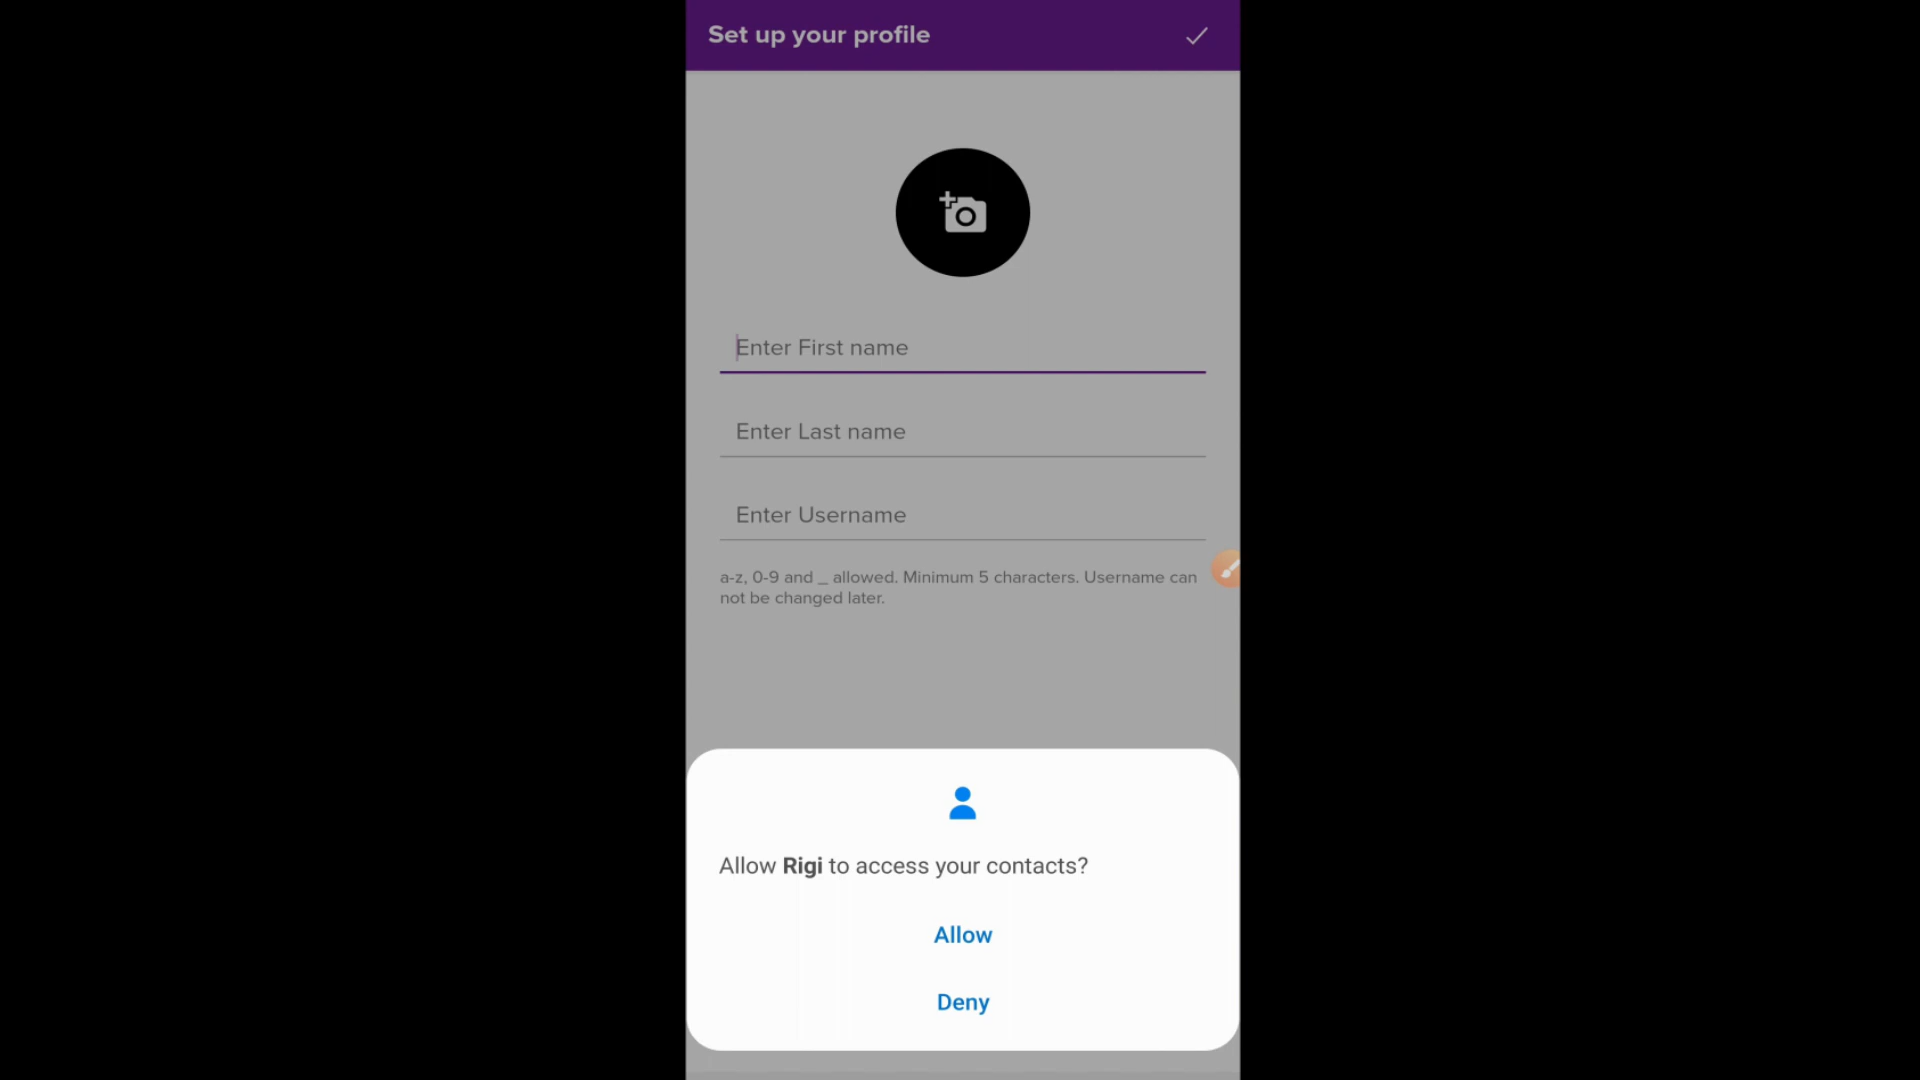 Set up your profile
Enter First name
Enter Last name
Enter Username
a-z, 0-9 and _ allowed. Minimum 5 characters. Username can
not be changed later.
Allow Rigi to access your contacts?
Allow
Deny